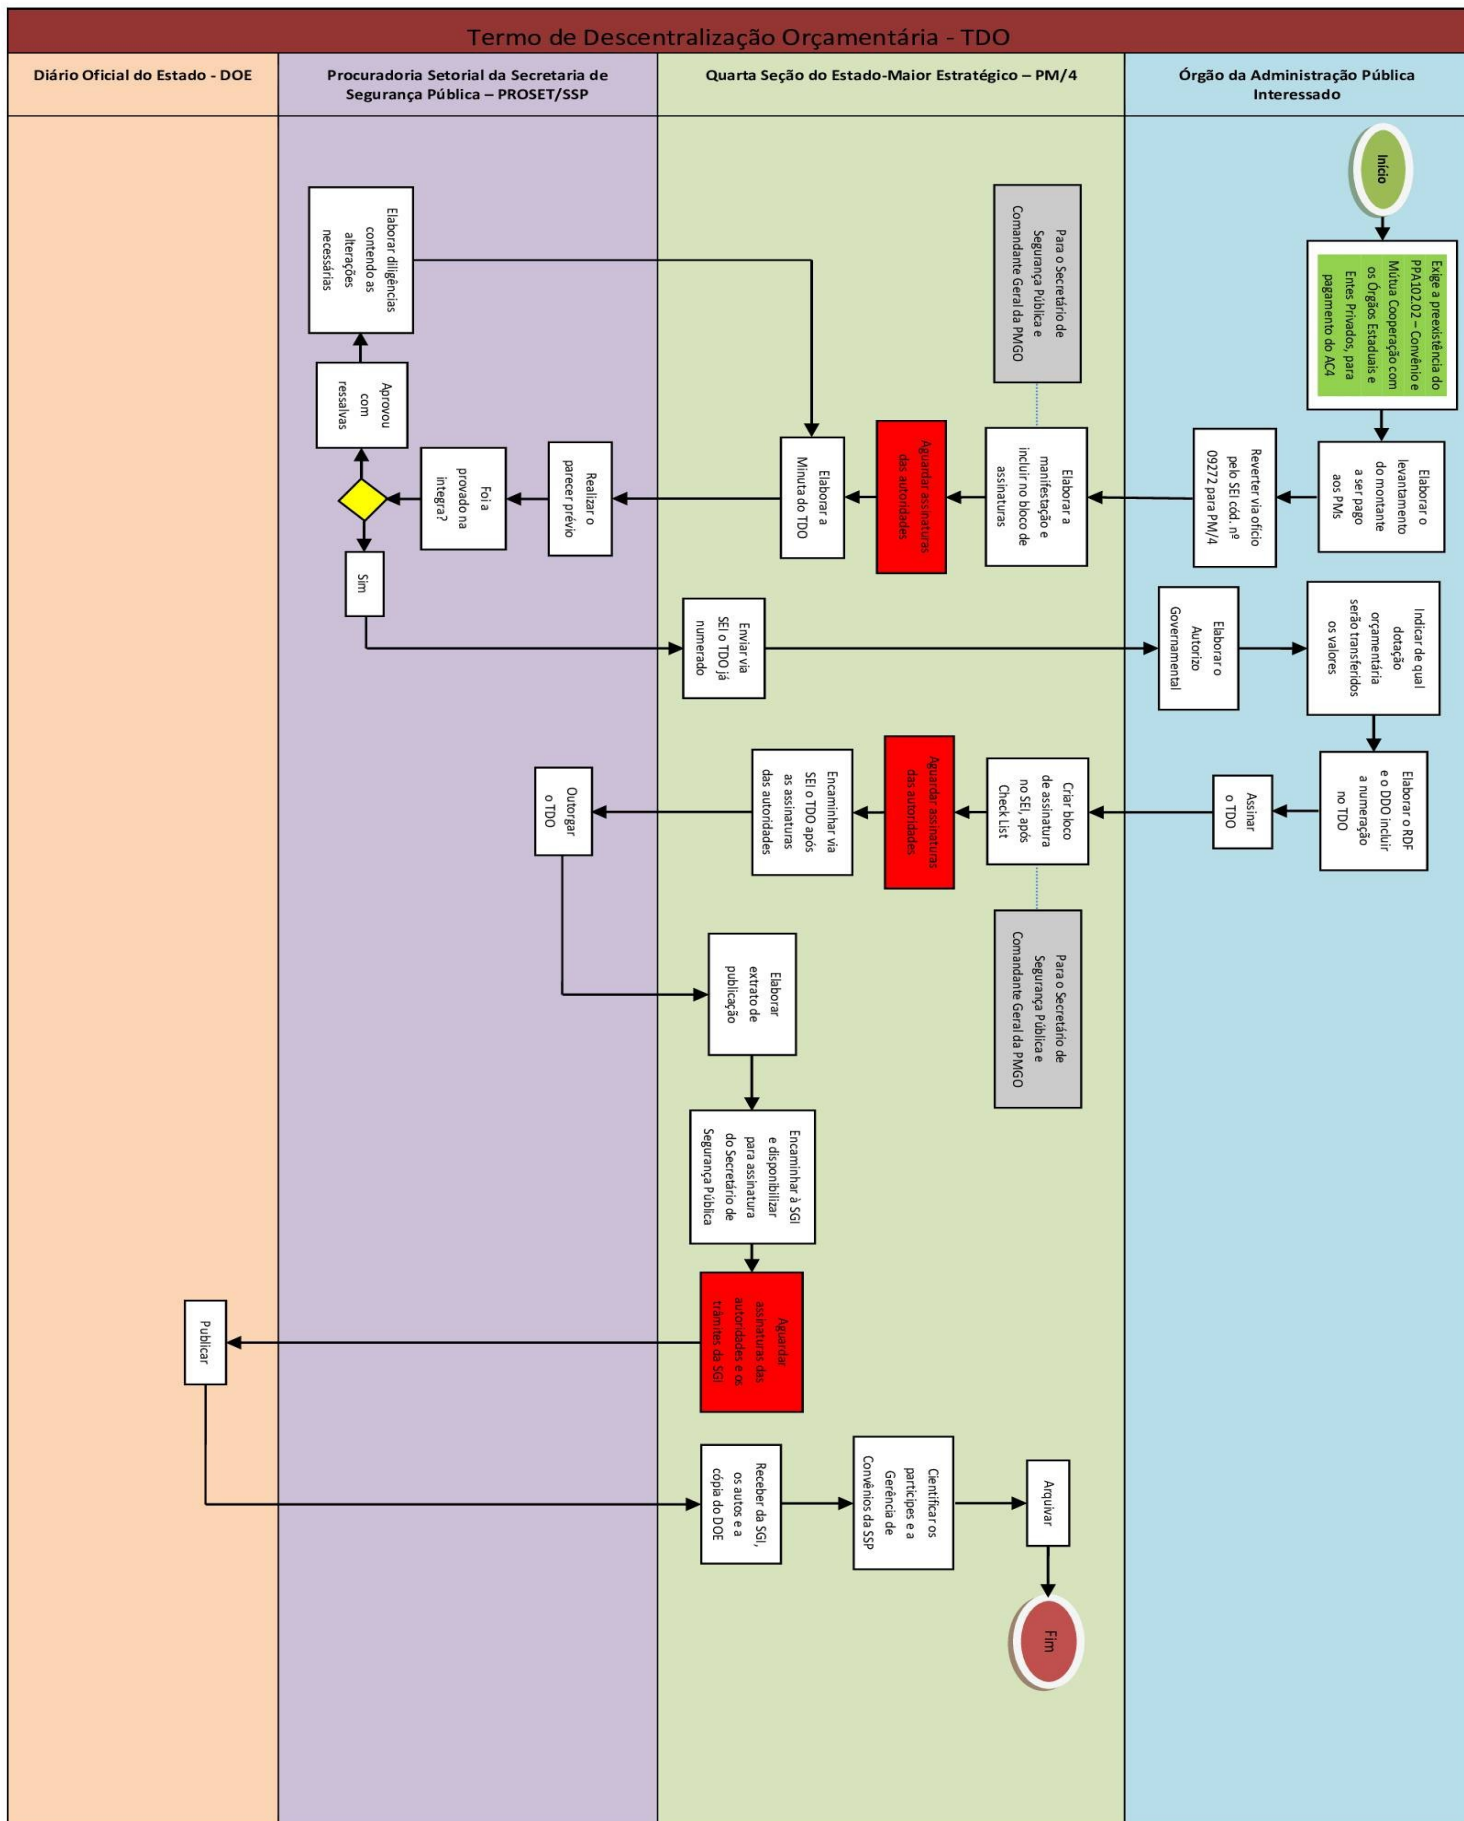 Termo de Descentralização Orçamentária - TDO
Diário Oficial do Estado - DOE
Procuradoria Setorial da Secretaria de
Segurança Pública – PROSET/SSP
Quarta Seção do Estado-Maior Estratégico – PM/4
Órgão da Administração Pública
Interessado
Início
Exige a preexistência do
PPA102.02 – Convênio e
Mútua Cooperação com
os Órgãos Estaduais e
Entes Privados, para
pagamento do AC4
Elaborar o
levantamento
do montante
a ser pago
aos PMs
Reverter via ofício
pelo SEI cód. nº
09272 para PM/4
Para o Secretário de
Segurança Pública e
Comandante Geral da PMGO
Elaborar a
manifestação e
incluir no bloco de
assinaturas
Aguardar assinaturas
das autoridades
Elaborar a
Minuta do TDO
Realizar o
parecer prévio
Foi a
provado na
integra?
Aprovou
com
ressalvas
Elaborar diligências
contendo as
alterações
necessárias
Sim
Enviar via
SEI o TDO já
numerado
Elaborar o
Autorizo
Governamental
Indicar de qual
dotação
orçamentária
serão transferidos
os valores
Elaborar o RDF
e o DDO incluir
a numeração
no TDO
Assinar
o TDO
Criar bloco
de assinatura
no SEI, após
Check List
Para o Secretário de
Segurança Pública e
Comandante Geral da PMGO
Aguardar assinaturas
das autoridades
Encaminhar via
SEI o TDO após
as assinaturas
das autoridades
Outorgar
o TDO
Elaborar
extrato de
publicação
Encaminhar à SGI
e disponibilizar
para assinatura
do Secretário de
Segurança Pública
Aguardar
assinaturas das
autoridades e os
trâmites da SGI
Publicar
Receber da SGI,
os autos e a
cópia do DOE
Cientificar os
partícipes e a
Gerência de
Convênios da SSP
Arquivar
Fim